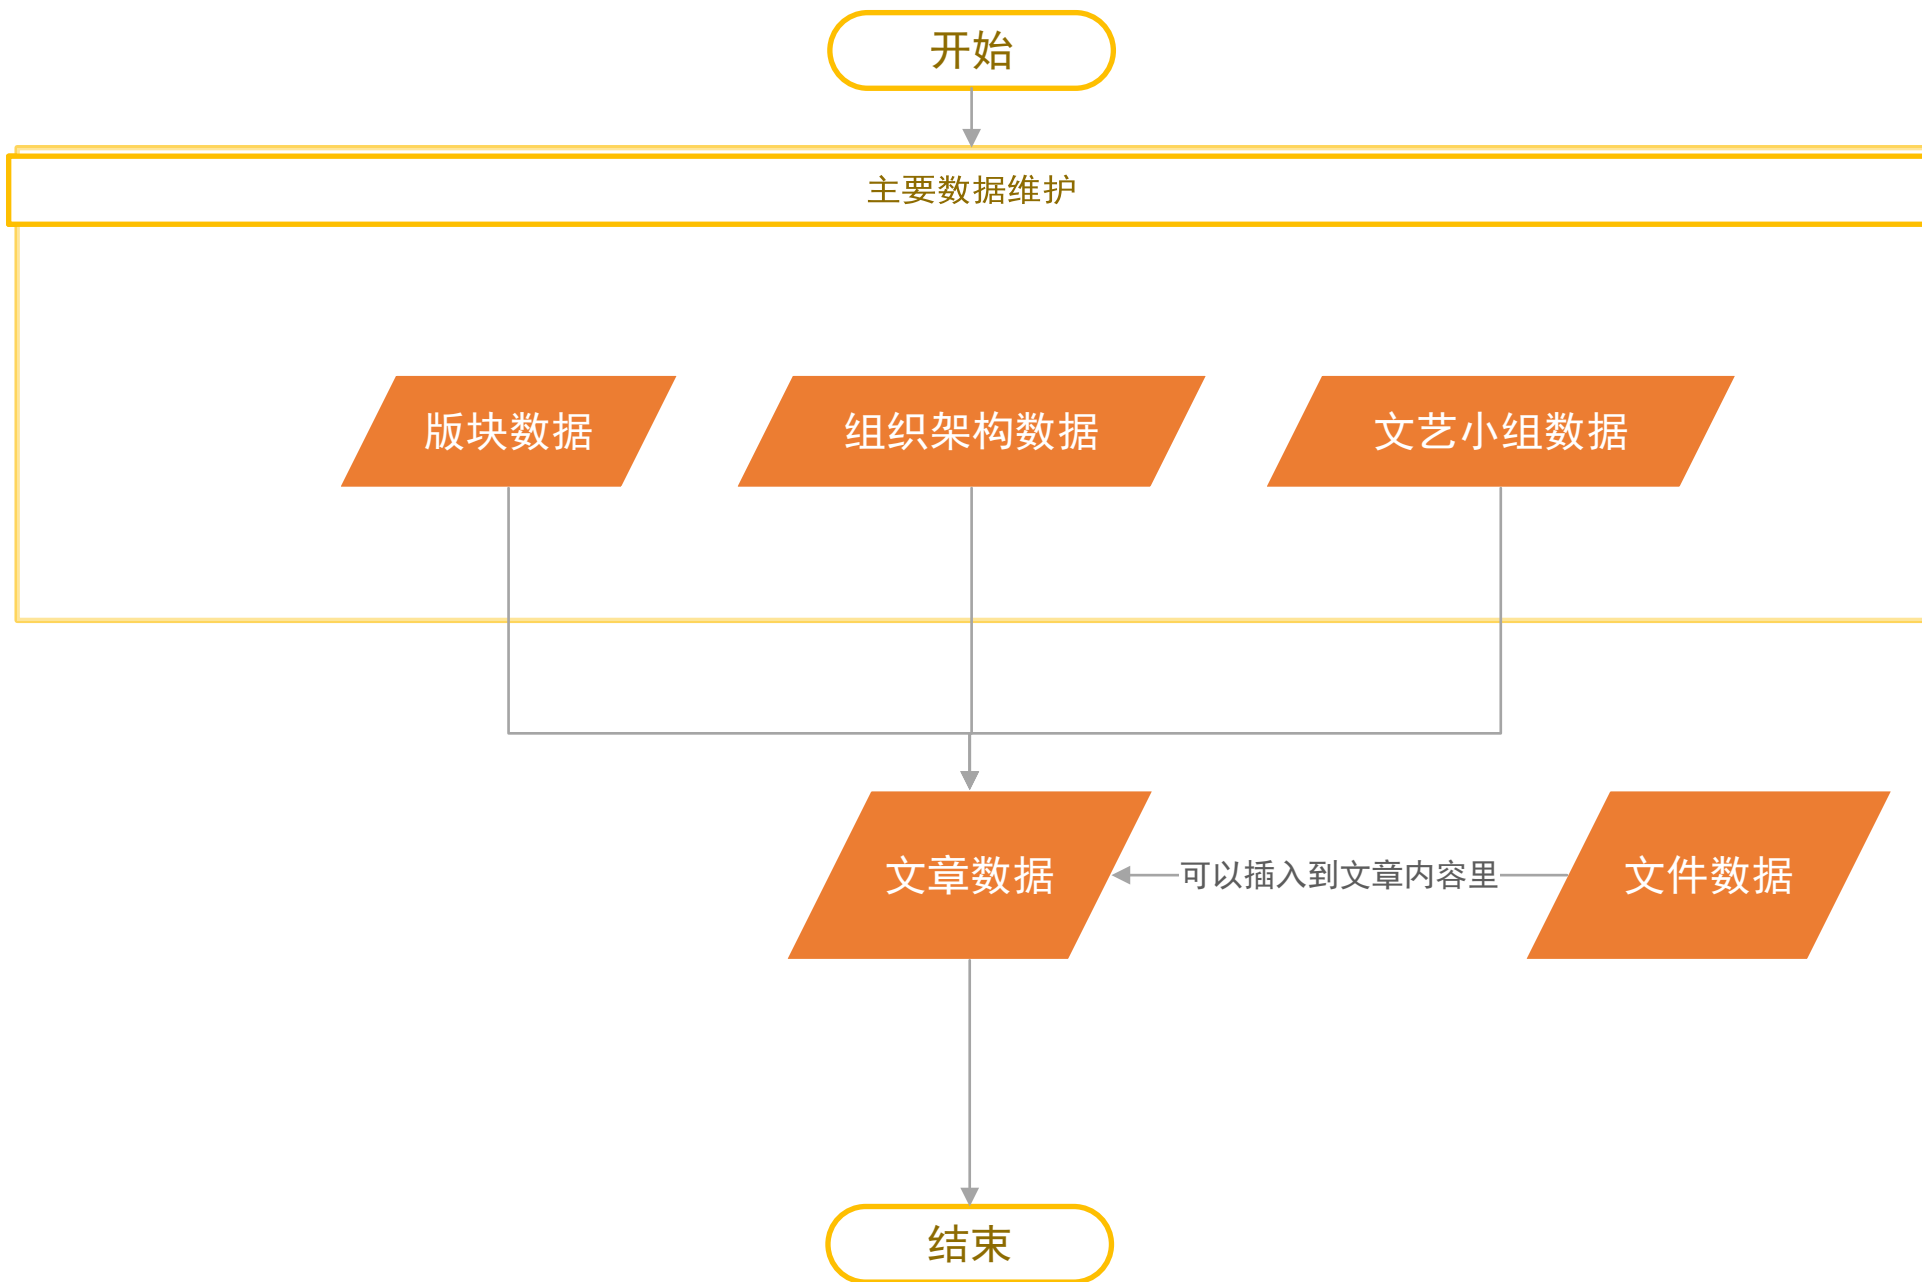 开始
主要数据维护
版块数据
组织架构数据
文艺小组数据
文章数据
可以插入到文章内容里
文件数据
结束